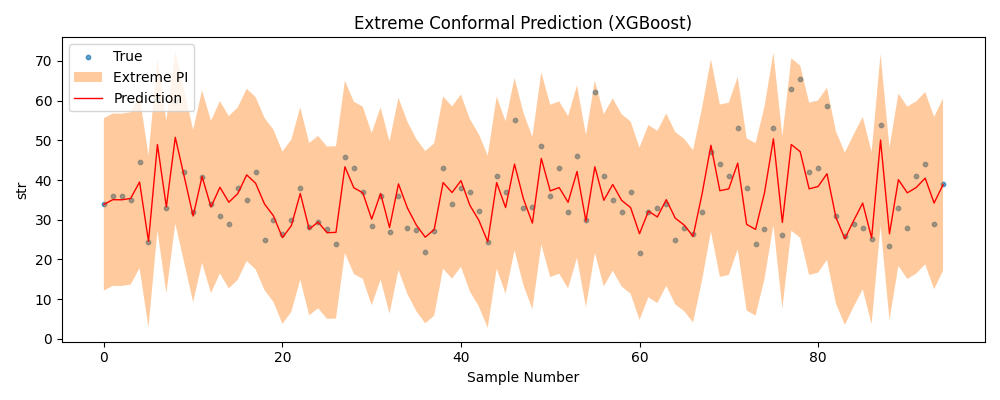 Extreme Conformal Prediction (XGBoost)
True
Extreme PI
Prediction
str
70
60
50
40
30
20
10
0
0 20 40 60 80
Sample Number